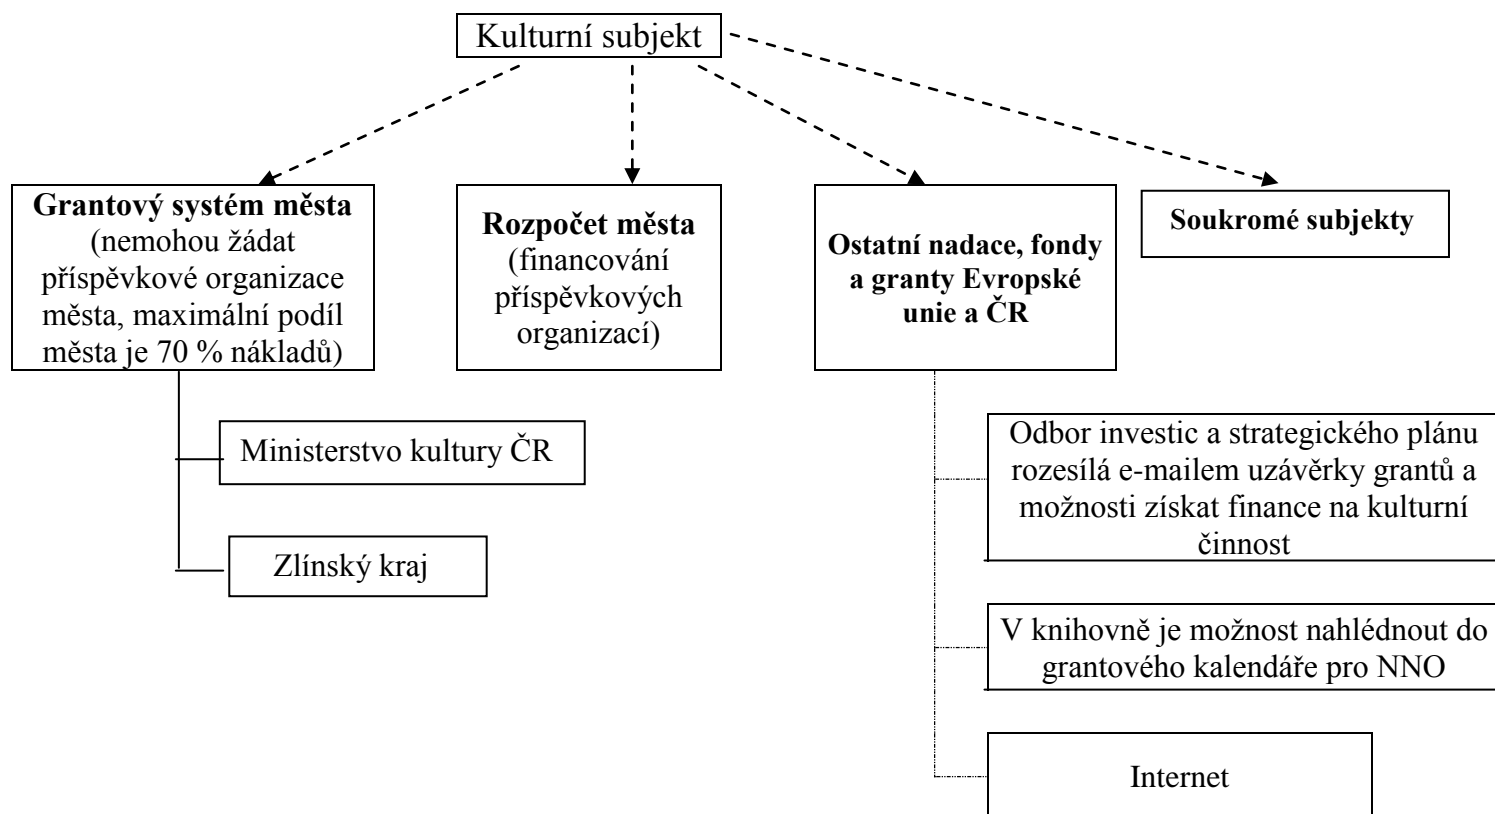 Kulturní subjekt
Grantový systém města
(nemohou žádat
příspěvkové organizace
města, maximální podíl
města je 70 % nákladů)
Rozpočet města
(financování
příspěvkových
organizací)
Ostatní nadace, fondy
a granty Evropské
unie a ČR
Soukromé subjekty
Ministerstvo kultury ČR
Zlínský kraj
Odbor investic a strategického plánu
rozesílá e-mailem uzávěrky grantů a
možnosti získat finance na kulturní
činnost
V knihovně je možnost nahlédnout do
grantového kalendáře pro NNO
Internet